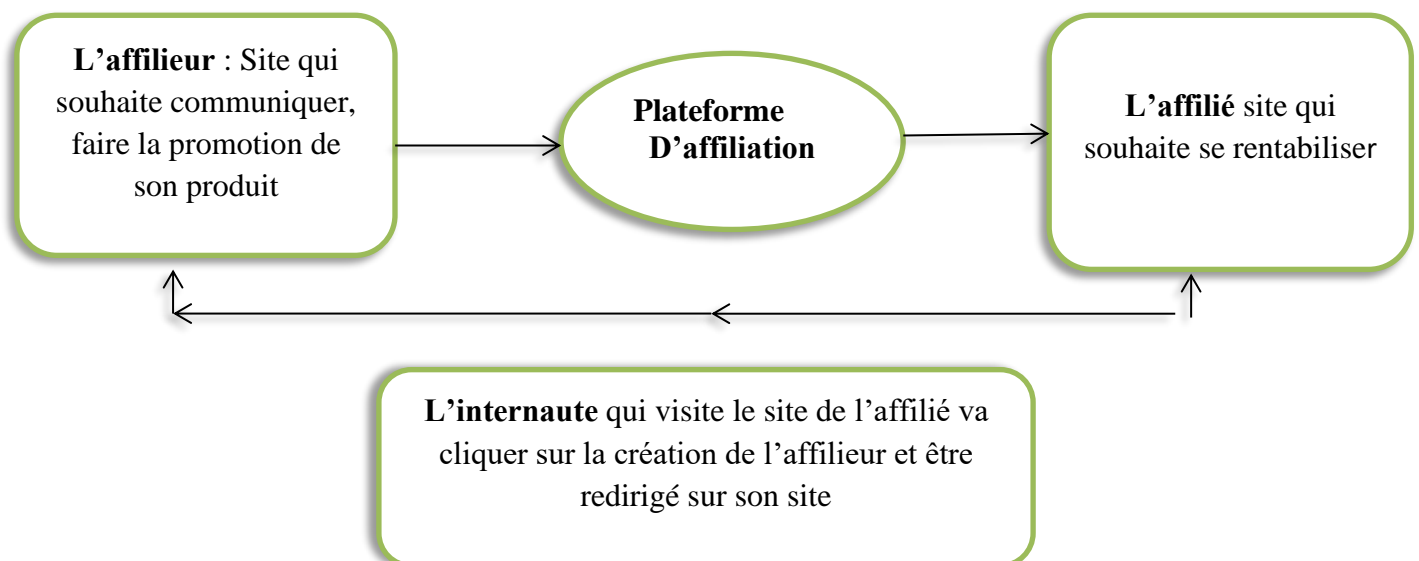 L’affilieur : Site qui
souhaite communiquer,
faire la promotion de
son produit
Plateforme
D’affiliation
L’affilié site qui
souhaite se rentabiliser
L’internaute qui visite le site de l’affilié va
cliquer sur la création de l’affilieur et être
redirigé sur son site